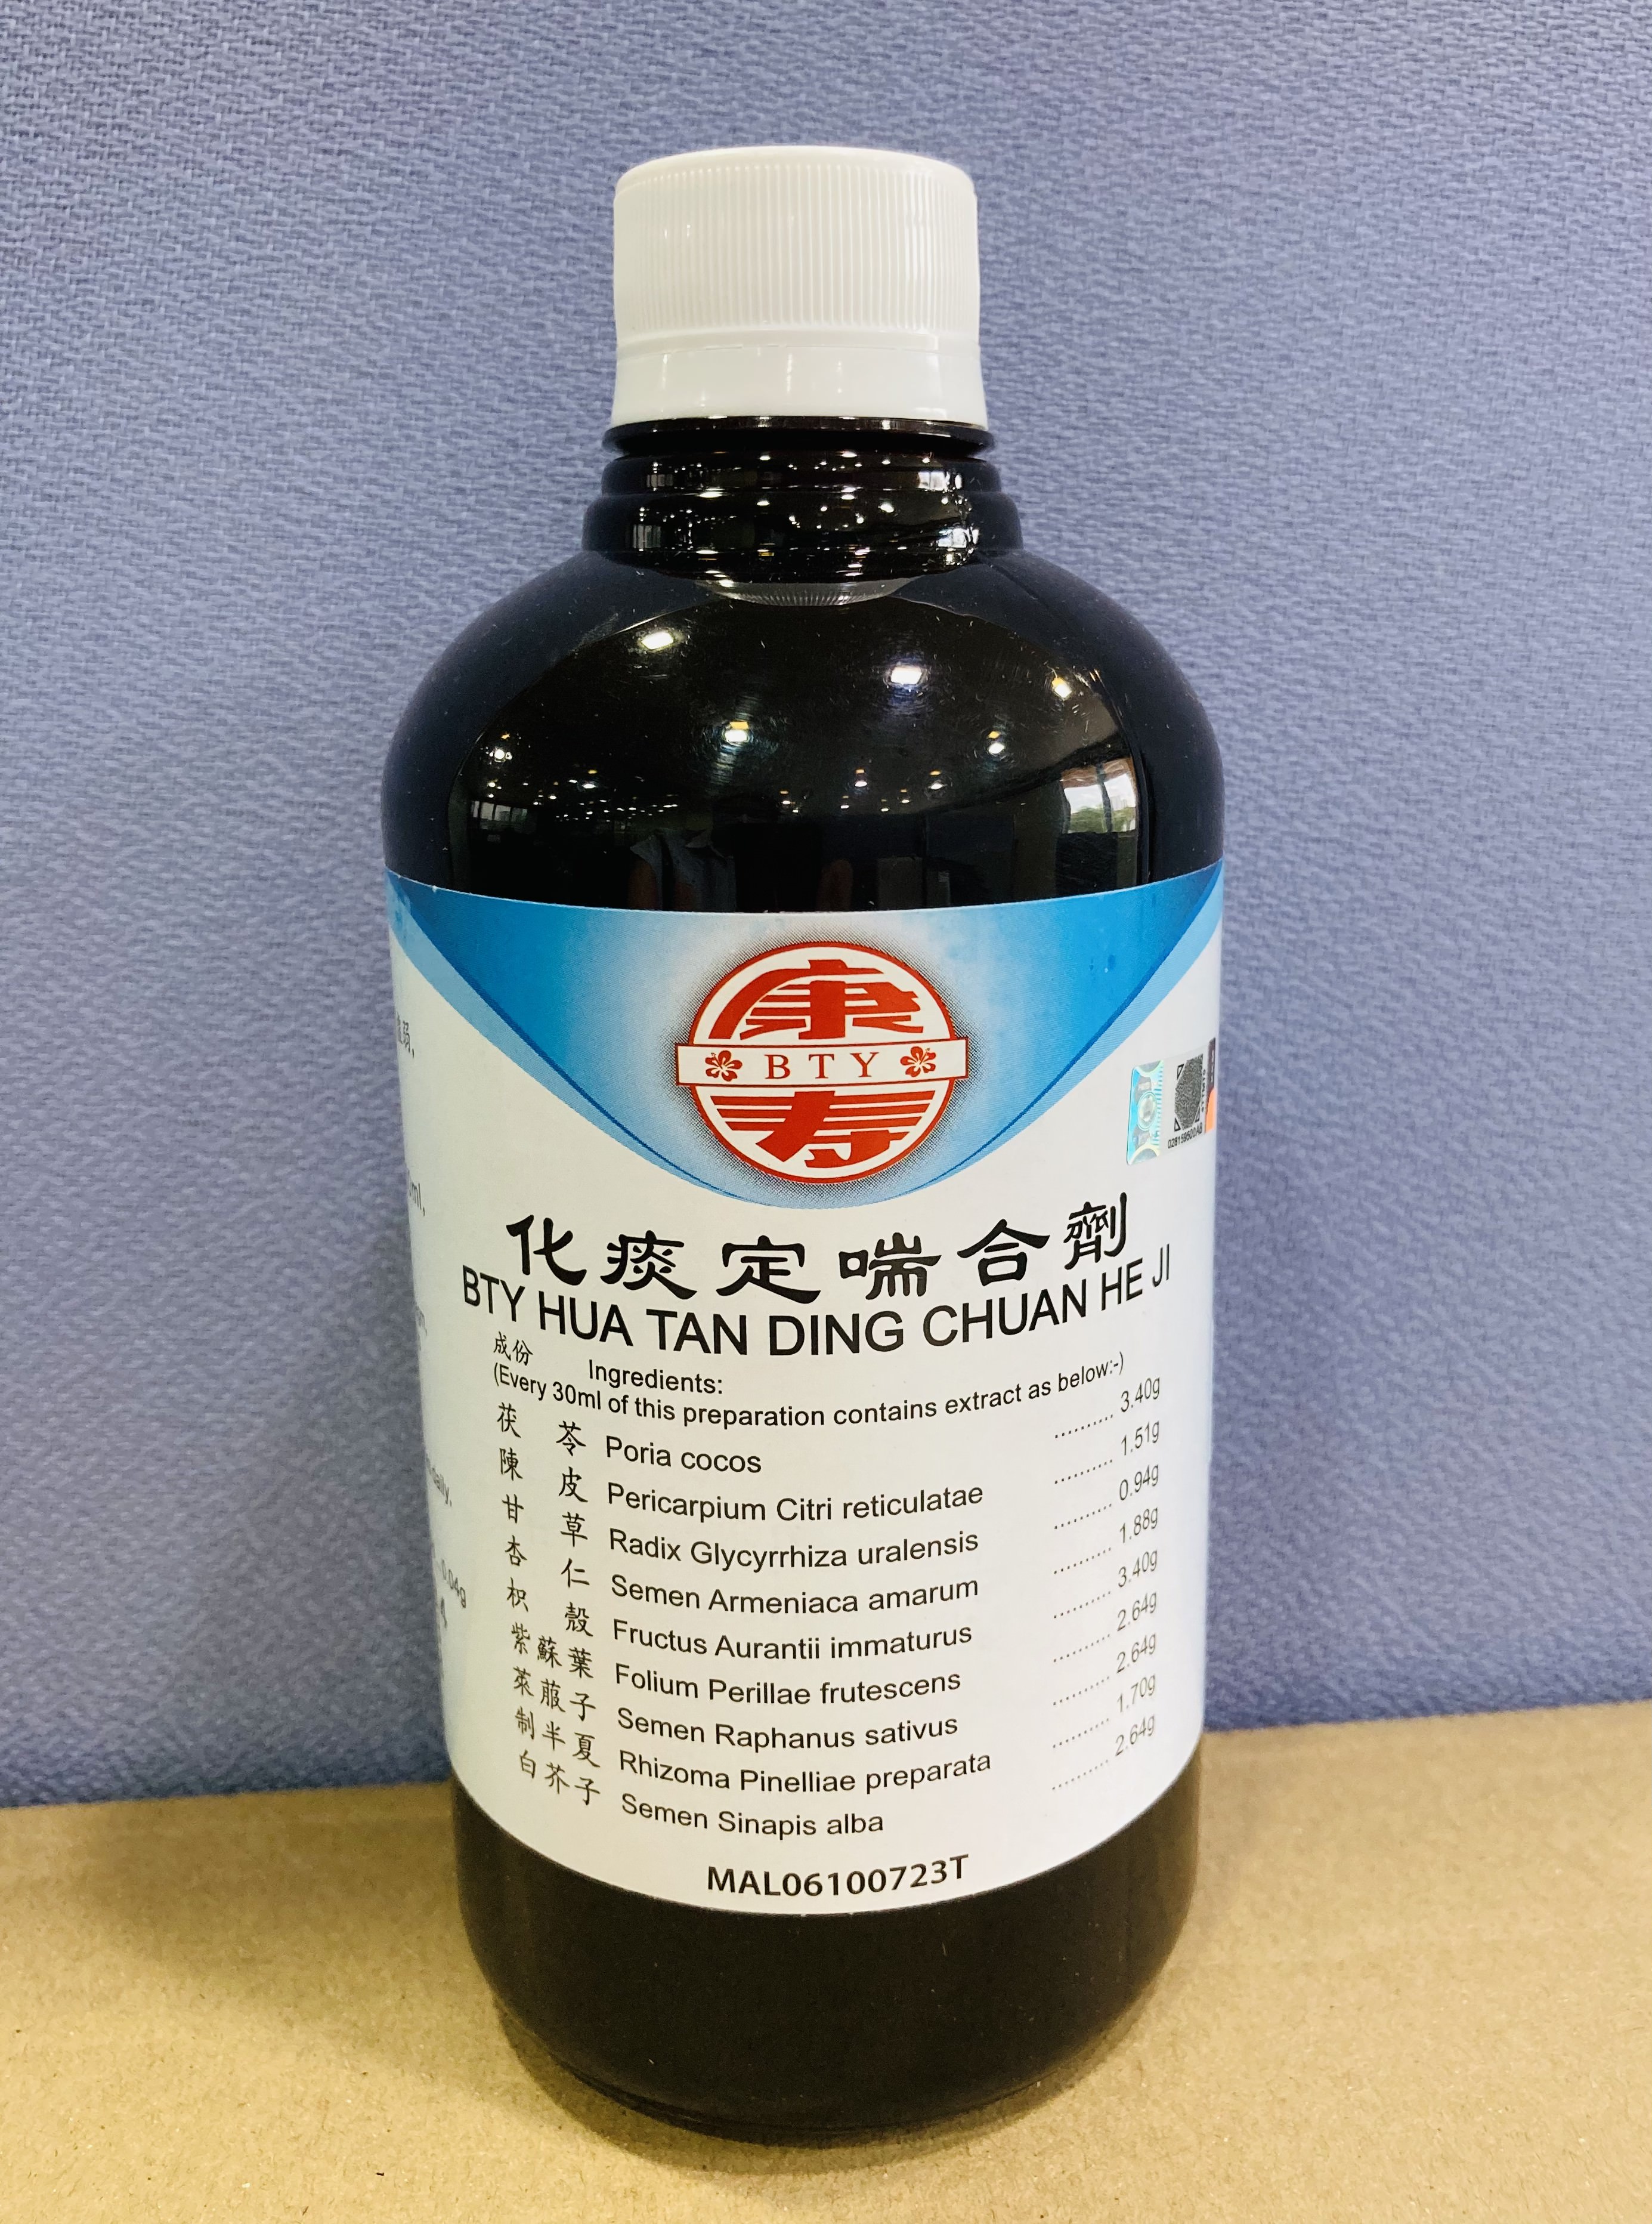 康
BTY
寿
028159500AB
化痰定喘合劑
BTY HUA TAN DING CHUAN HE JI
成份 Ingredients:
(Every 30ml of this preparation contains extract as below:-)
茯苓 Poria cocos .......... 3.40g
陳皮 Pericarpium Citri reticulatae .......... 1.51g
甘草 Radix Glycyrrhiza uralensis .......... 0.94g
杏仁 Semen Armeniaca amarum .......... 1.88g
枳殼 Fructus Aurantii immaturus .......... 3.40g
紫蘇葉 Folium Perillae frutescens .......... 2.64g
萊菔子 Semen Raphanus sativus .......... 2.64g
制半夏 Rhizoma Pinelliae preparata .......... 1.70g
白芥子 Semen Sinapis alba .......... 2.64g
MAL06100723T
daily.
0.04g